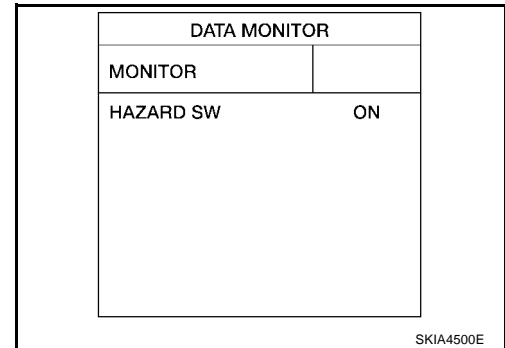 DATA MONITOR
MONITOR
HAZARD SW ON
SKIA4500E